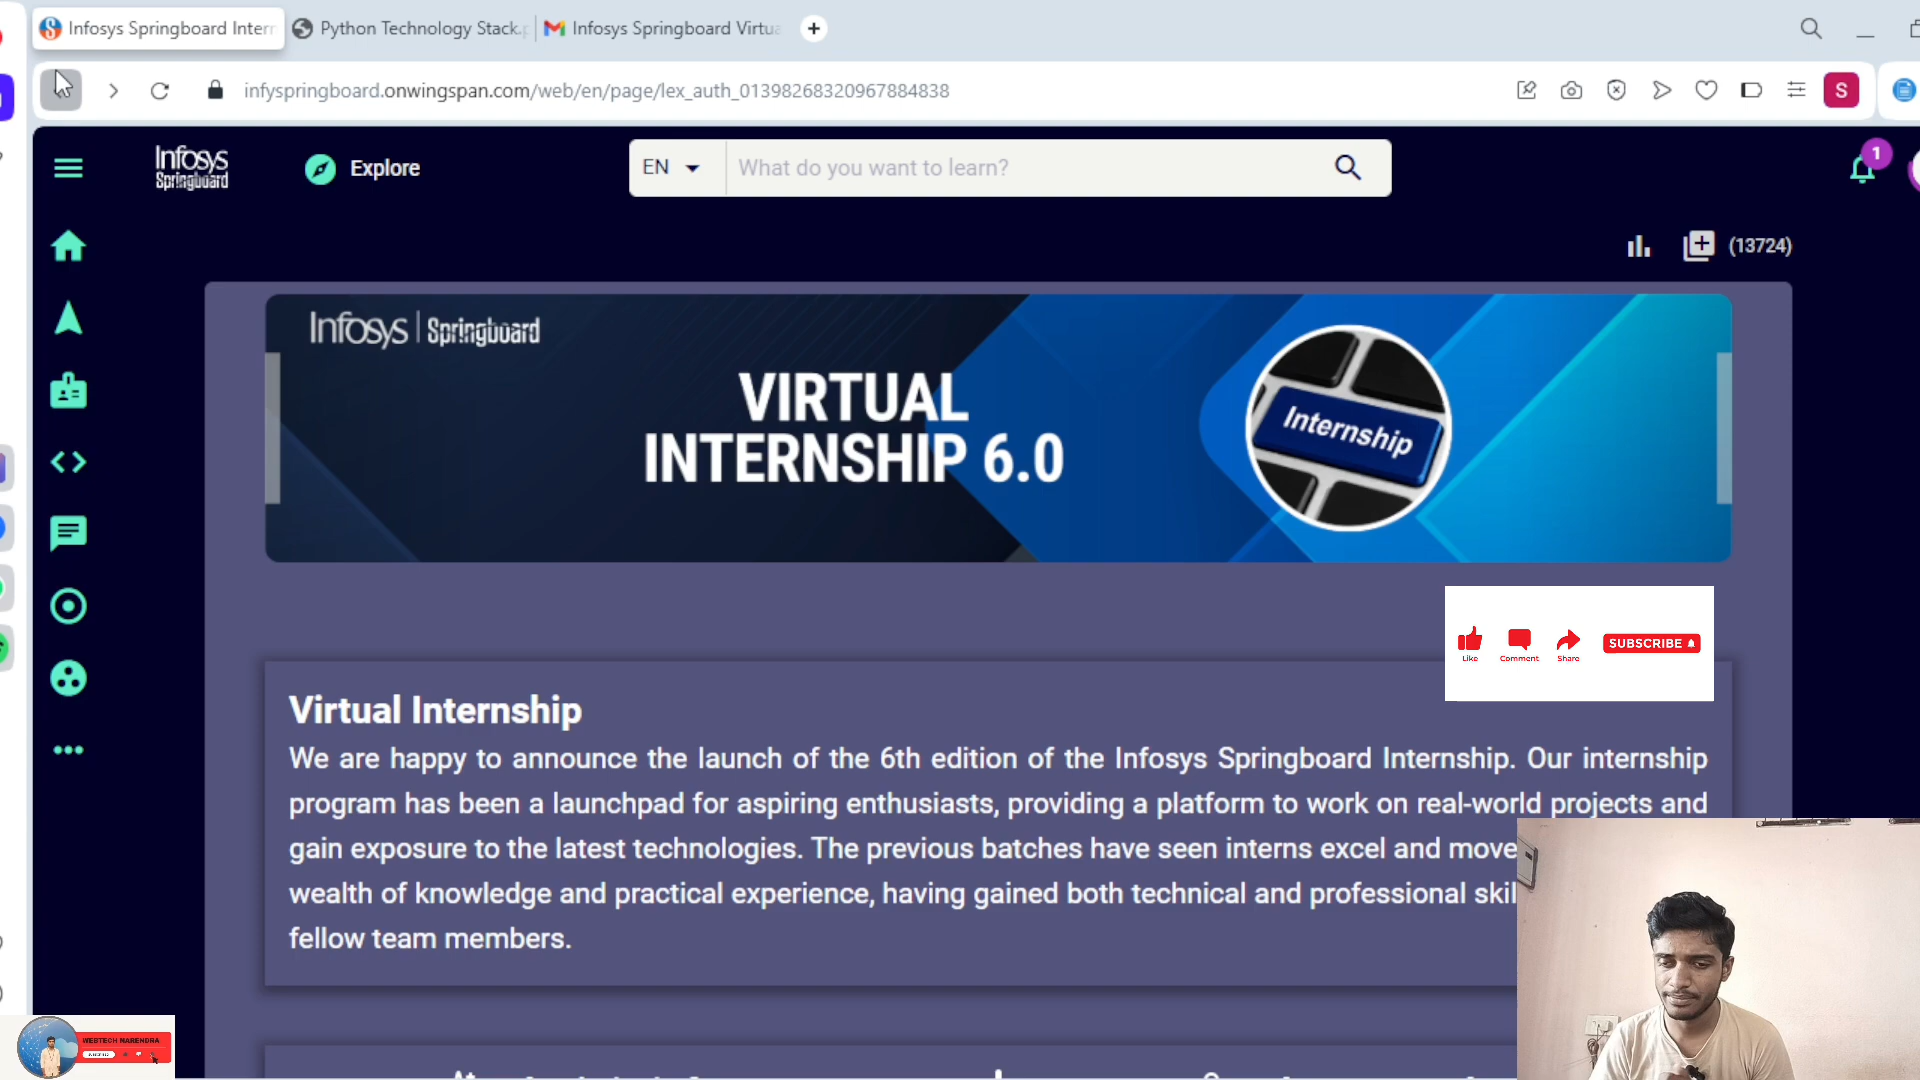 Infosys Springboard Intern
Python Technology Stack.p
Infosys Springboard Virtua
infyspringboard.onwingspan.com/web/en/page/lex_auth_01398268320967884838
S
Infosys
Springboard
Explore
EN
What do you want to learn?
1
(13724)
Infosys | Springboard
VIRTUAL
INTERNSHIP 6.0
Internship
Like
Comment
Share
SUBSCRIBE
Virtual Internship
We are happy to announce the launch of the 6th edition of the Infosys Springboard Internship. Our internship
program has been a launchpad for aspiring enthusiasts, providing a platform to work on real-world projects and
gain exposure to the latest technologies. The previous batches have seen interns excel and move
wealth of knowledge and practical experience, having gained both technical and professional skil
fellow team members.
WEBTECH NARENDRA